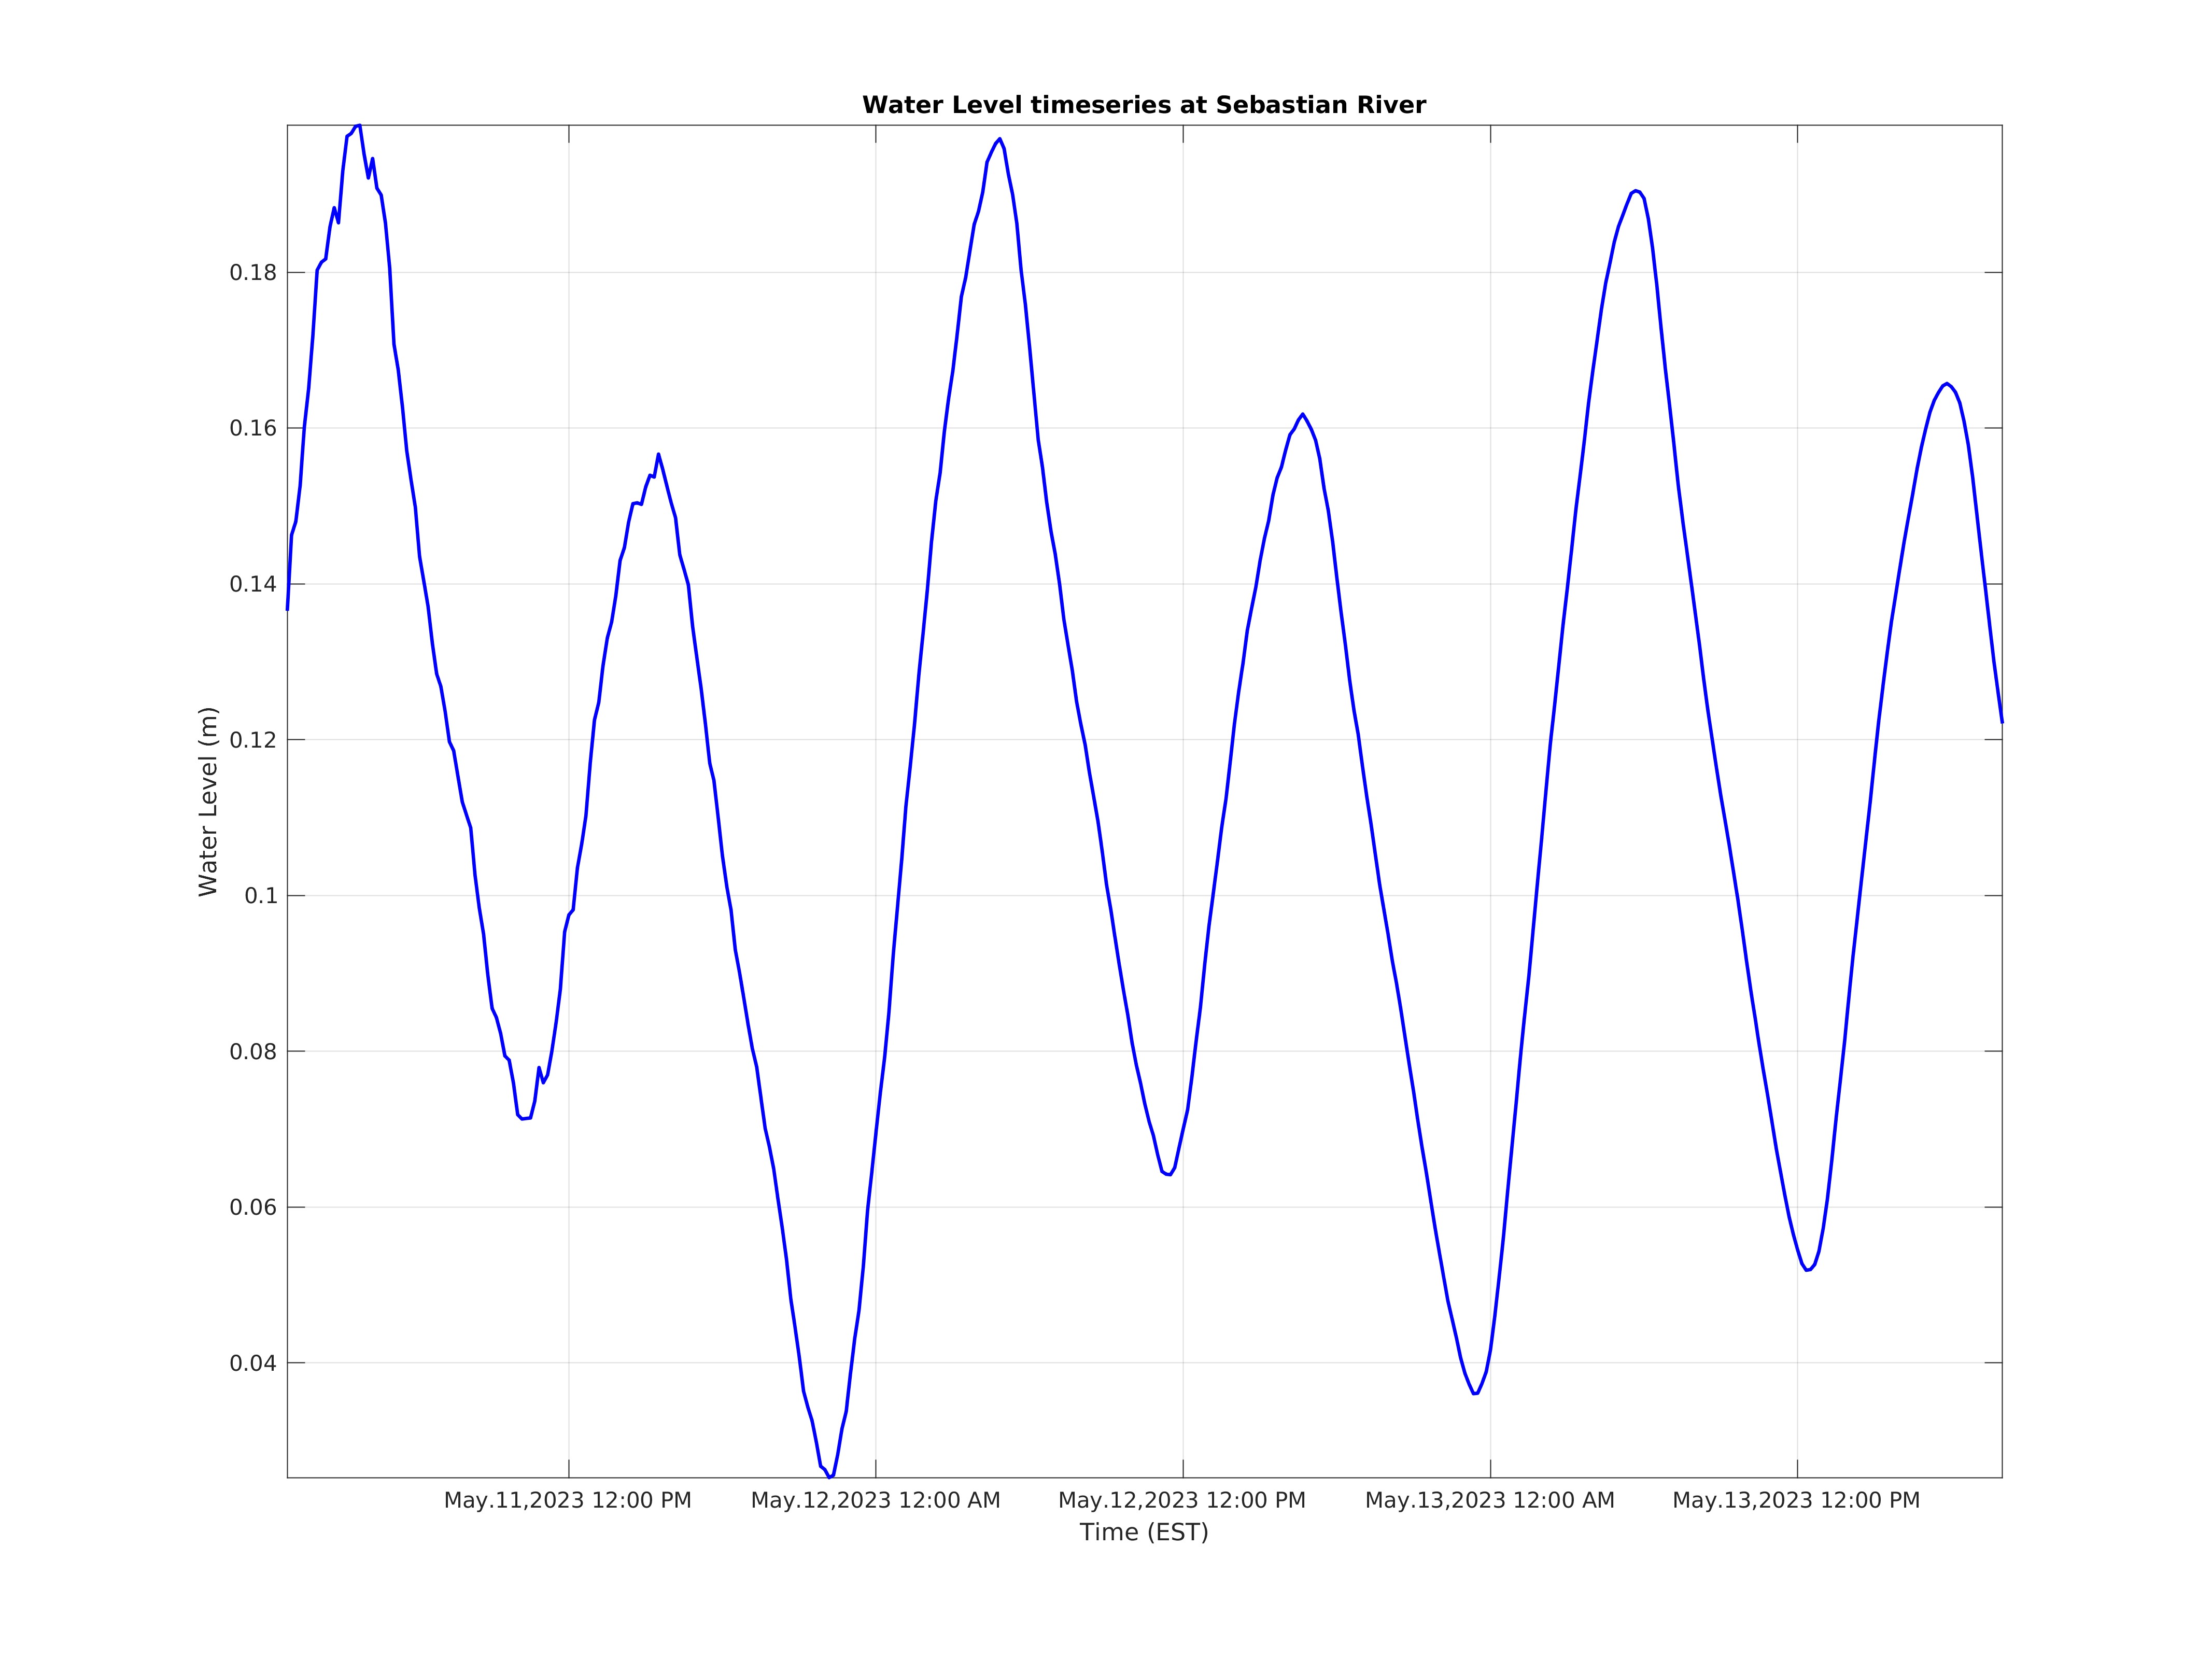 Water Level timeseries at Sebastian River
0.18
0.16
0.14
0.12
0.1
0.08
0.06
0.04
Water Level (m)
May.11,2023 12:00 PM
May.12,2023 12:00 AM
May.12,2023 12:00 PM
May.13,2023 12:00 AM
May.13,2023 12:00 PM
Time (EST)